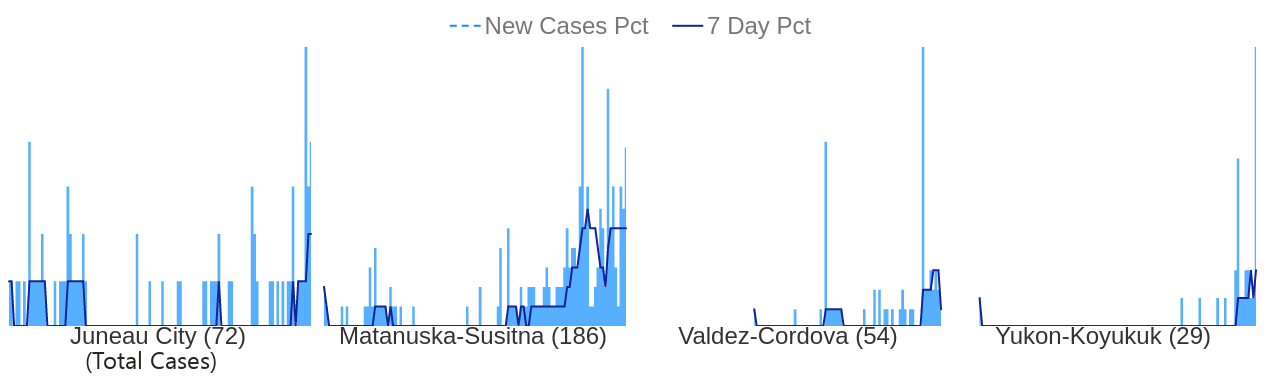 New Cases Pct 7 Day Pct
Juneau City (72) Matanuska-Susitna (186) Valdez-Cordova (54) Yukon-Koyukuk (29)
(Total Cases)